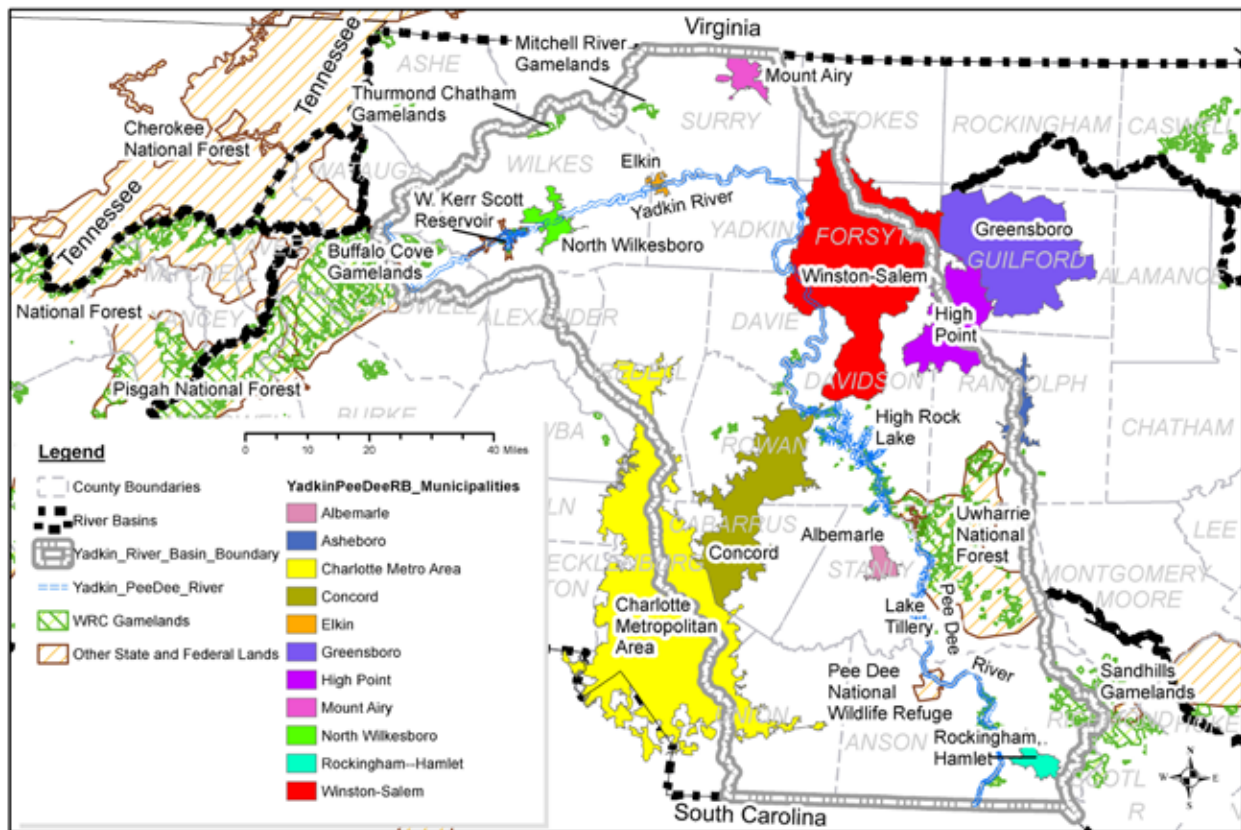 Virginia
Mitchell River
Gamelands
ASHE
Tennessee
Mount Airy
Thurmond Chatham
Gamelands
SURRY
STOKES
ROCKINGHAM
CASWELL
Cherokee
National Forest
WILKES
Elkin
WATAUGA
W. Kerr Scott
Reservoir
Yadkin River
Tennessee
YADKIN
FORSYT
Greensboro
North Wilkesboro
Buffalo Cove
Gamelands
GUILFORD
Winston-Salem
ALAMANCE
National Forest
ALEXANDER
DAVIE
High
Point
Pisgah National Forest
DAVIDSON
RANDOLPH
BURKE
High Rock
Lake
CHATHAM
ROWAN
Legend
0 10 20 40 Miles
County Boundaries
River Basins
Yadkin_River_Basin_Boundary
Yadkin_PeeDee_River
WRC Gamelands
Other State and Federal Lands
YadkinPeeDeeRB_Municipalities
Albemarle
Asheboro
Charlotte Metro Area
Concord
Elkin
Greensboro
High Point
Mount Airy
North Wilkesboro
Rockingham--Hamlet
Winston-Salem
Uwharrie
National
Forest
CABARRUS
LEE
Albemarle
Concord
STANLY
MONTGOMERY
MOORE
Charlotte
Metropolitan
Area
Lake
Tillery
Pee Dee
River
Pee Dee
National
Wildlife Refuge
Sandhills
Gamelands
UNION
ANSON
Rockingham,
Hamlet
N
W E
S
South Carolina